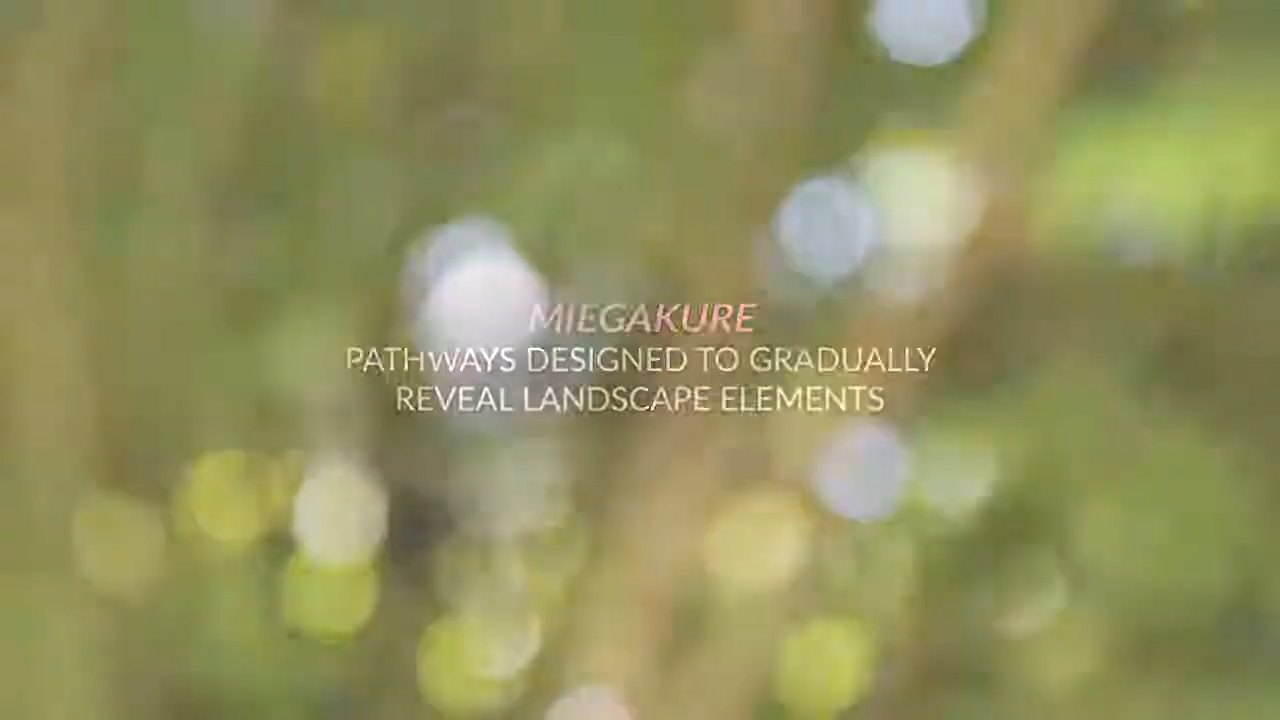 MIEGAKURE
PATHWAYS DESIGNED TO GRADUALLY
REVEAL LANDSCAPE ELEMENTS